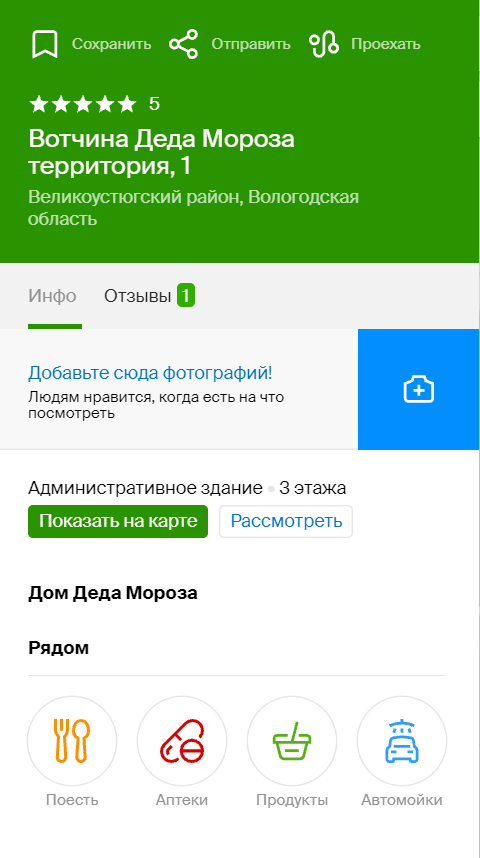 Сохранить Отправить Проехать
5
Вотчина Деда Мороза
территория, 1
Великоустюгский район, Вологодская
область
Инфо Отзывы 1
Добавьте сюда фотографий!
Людям нравится, когда есть на что
посмотреть
Административное здание • 3 этажа
Показать на карте Рассмотреть
Дом Деда Мороза
Рядом
Поесть Аптеки Продукты Автомойки